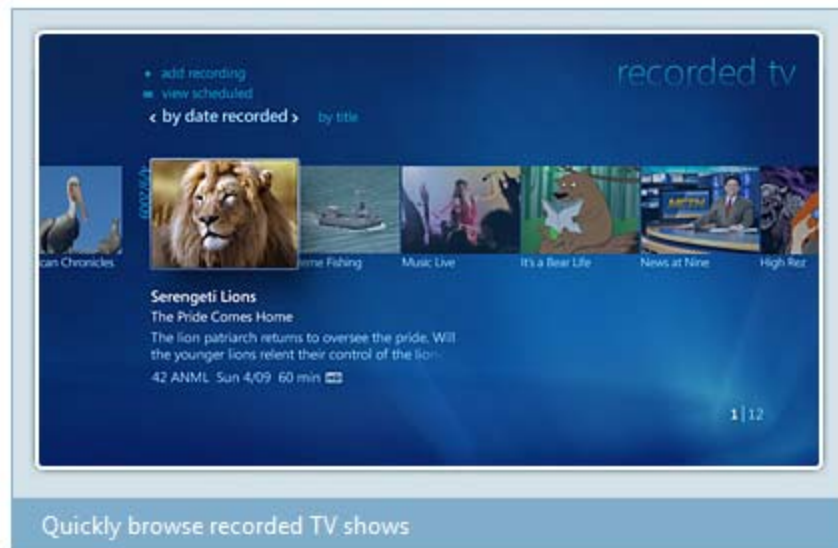 recorded tv
add recording
view scheduled
by date recorded
by title
can Chronicles
eme Fishing
Music Live
It's a Bear Life
News at Nine
High Rez
Serengeti Lions
The Pride Comes Home
The lion patriarch returns to oversee the pride. Will
the younger lions relent their control of the lion
42 ANML Sun 4/09 60 min HD
1|12
Quickly browse recorded TV shows